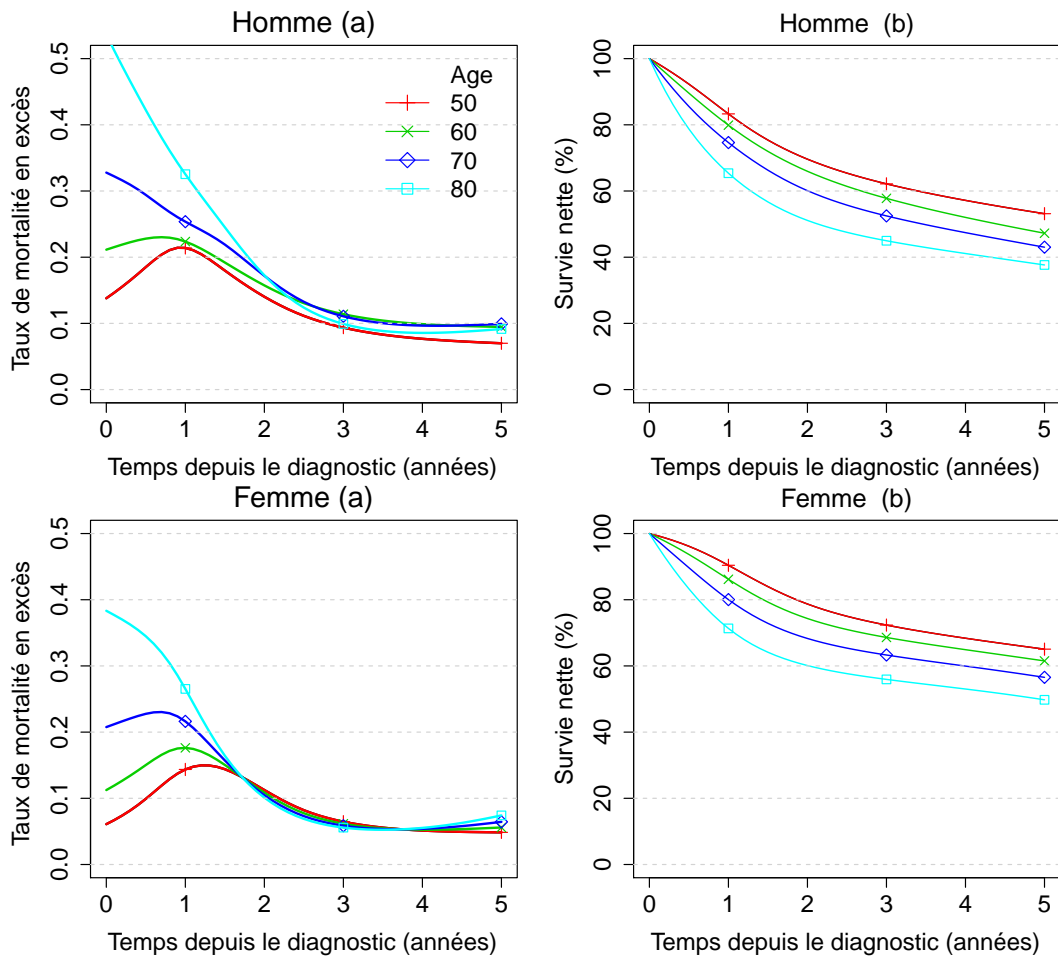 Homme (a)
Taux de mortalité en excès
0.0 0.1 0.2 0.3 0.4 0.5
Age
50
60
70
80
0 1 2 3 4 5
Temps depuis le diagnostic (années)
Homme (b)
Survie nette (%)
0 20 40 60 80 100
0 1 2 3 4 5
Temps depuis le diagnostic (années)
Femme (a)
Taux de mortalité en excès
0.0 0.1 0.2 0.3 0.4 0.5
0 1 2 3 4 5
Temps depuis le diagnostic (années)
Femme (b)
Survie nette (%)
0 20 40 60 80 100
0 1 2 3 4 5
Temps depuis le diagnostic (années)